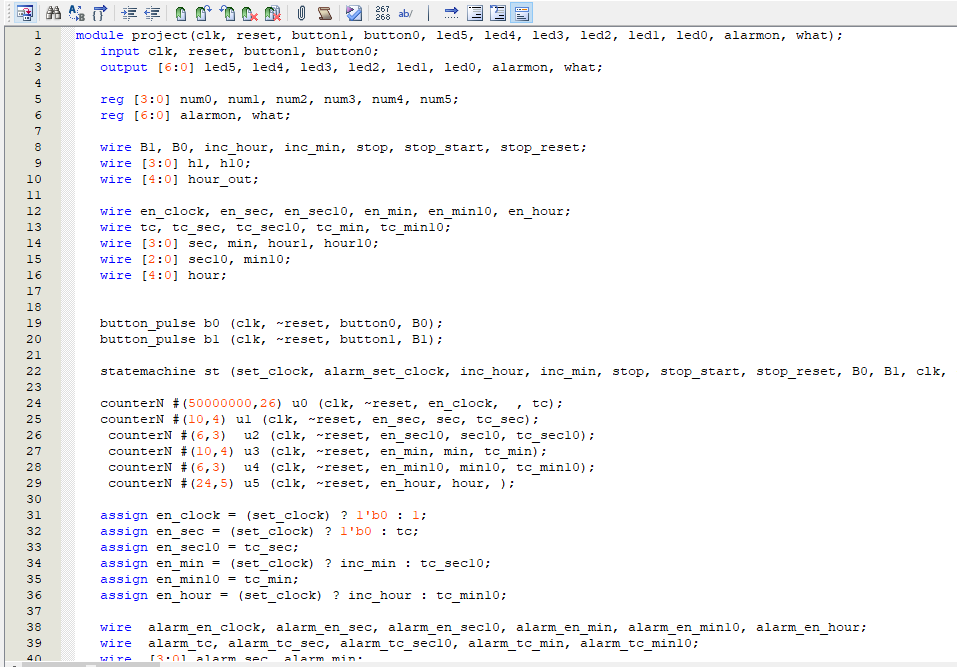 267
268
ab/
1 module project(clk, reset, button1, button0, led5, led4, led3, led2, led1, led0, alarmon, what);
2 input clk, reset, button1, button0;
3 output [6:0] led5, led4, led3, led2, led1, led0, alarmon, what;
4
5 reg [3:0] num0, num1, num2, num3, num4, num5;
6 reg [6:0] alarmon, what;
7
8 wire B1, B0, inc_hour, inc_min, stop, stop_start, stop_reset;
9 wire [3:0] h1, h10;
10 wire [4:0] hour_out;
11
12 wire en_clock, en_sec, en_sec10, en_min, en_min10, en_hour;
13 wire tc, tc_sec, tc_sec10, tc_min, tc_min10;
14 wire [3:0] sec, min, hour1, hour10;
15 wire [2:0] sec10, min10;
16 wire [4:0] hour;
17
18
19 button_pulse b0 (clk, ~reset, button0, B0);
20 button_pulse b1 (clk, ~reset, button1, B1);
21
22 statemachine st (set_clock, alarm_set_clock, inc_hour, inc_min, stop, stop_start, stop_reset, B0, B1, clk,
23
24 counterN #(50000000,26) u0 (clk, ~reset, en_clock,  , tc);
25 counterN #(10,4) u1 (clk, ~reset, en_sec, sec, tc_sec);
26 counterN #(6,3)  u2 (clk, ~reset, en_sec10, sec10, tc_sec10);
27 counterN #(10,4) u3 (clk, ~reset, en_min, min, tc_min);
28 counterN #(6,3)  u4 (clk, ~reset, en_min10, min10, tc_min10);
29 counterN #(24,5) u5 (clk, ~reset, en_hour, hour, );
30
31 assign en_clock = (set_clock) ? 1'b0 : 1;
32 assign en_sec = (set_clock) ? 1'b0 : tc;
33 assign en_sec10 = tc_sec;
34 assign en_min = (set_clock) ? inc_min : tc_sec10;
35 assign en_min10 = tc_min;
36 assign en_hour = (set_clock) ? inc_hour : tc_min10;
37
38 wire  alarm_en_clock, alarm_en_sec, alarm_en_sec10, alarm_en_min, alarm_en_min10, alarm_en_hour;
39 wire  alarm_tc, alarm_tc_sec, alarm_tc_sec10, alarm_tc_min, alarm_tc_min10;
40 wire  [3:0] alarm_sec, alarm_min;